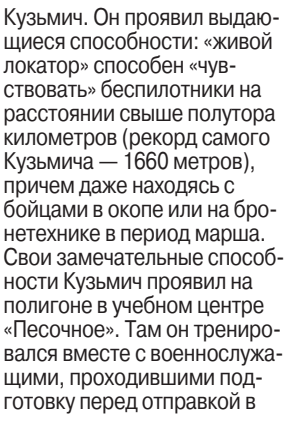 Кузьмич. Он проявил выдаю-
щиеся способности: «живой
локатор» способен «чув-
ствовать» беспилотники на
расстоянии свыше полутора
километров (рекорд самого
Кузьмича — 1660 метров),
причем даже находясь с
бойцами в окопе или на бро-
нетехнике в период марша.
Свои замечательные способ-
ности Кузьмич проявил на
полигоне в учебном центре
«Песочное». Там он трениро-
вался вместе с военнослужа-
щими, проходившими под-
готовку перед отправкой в